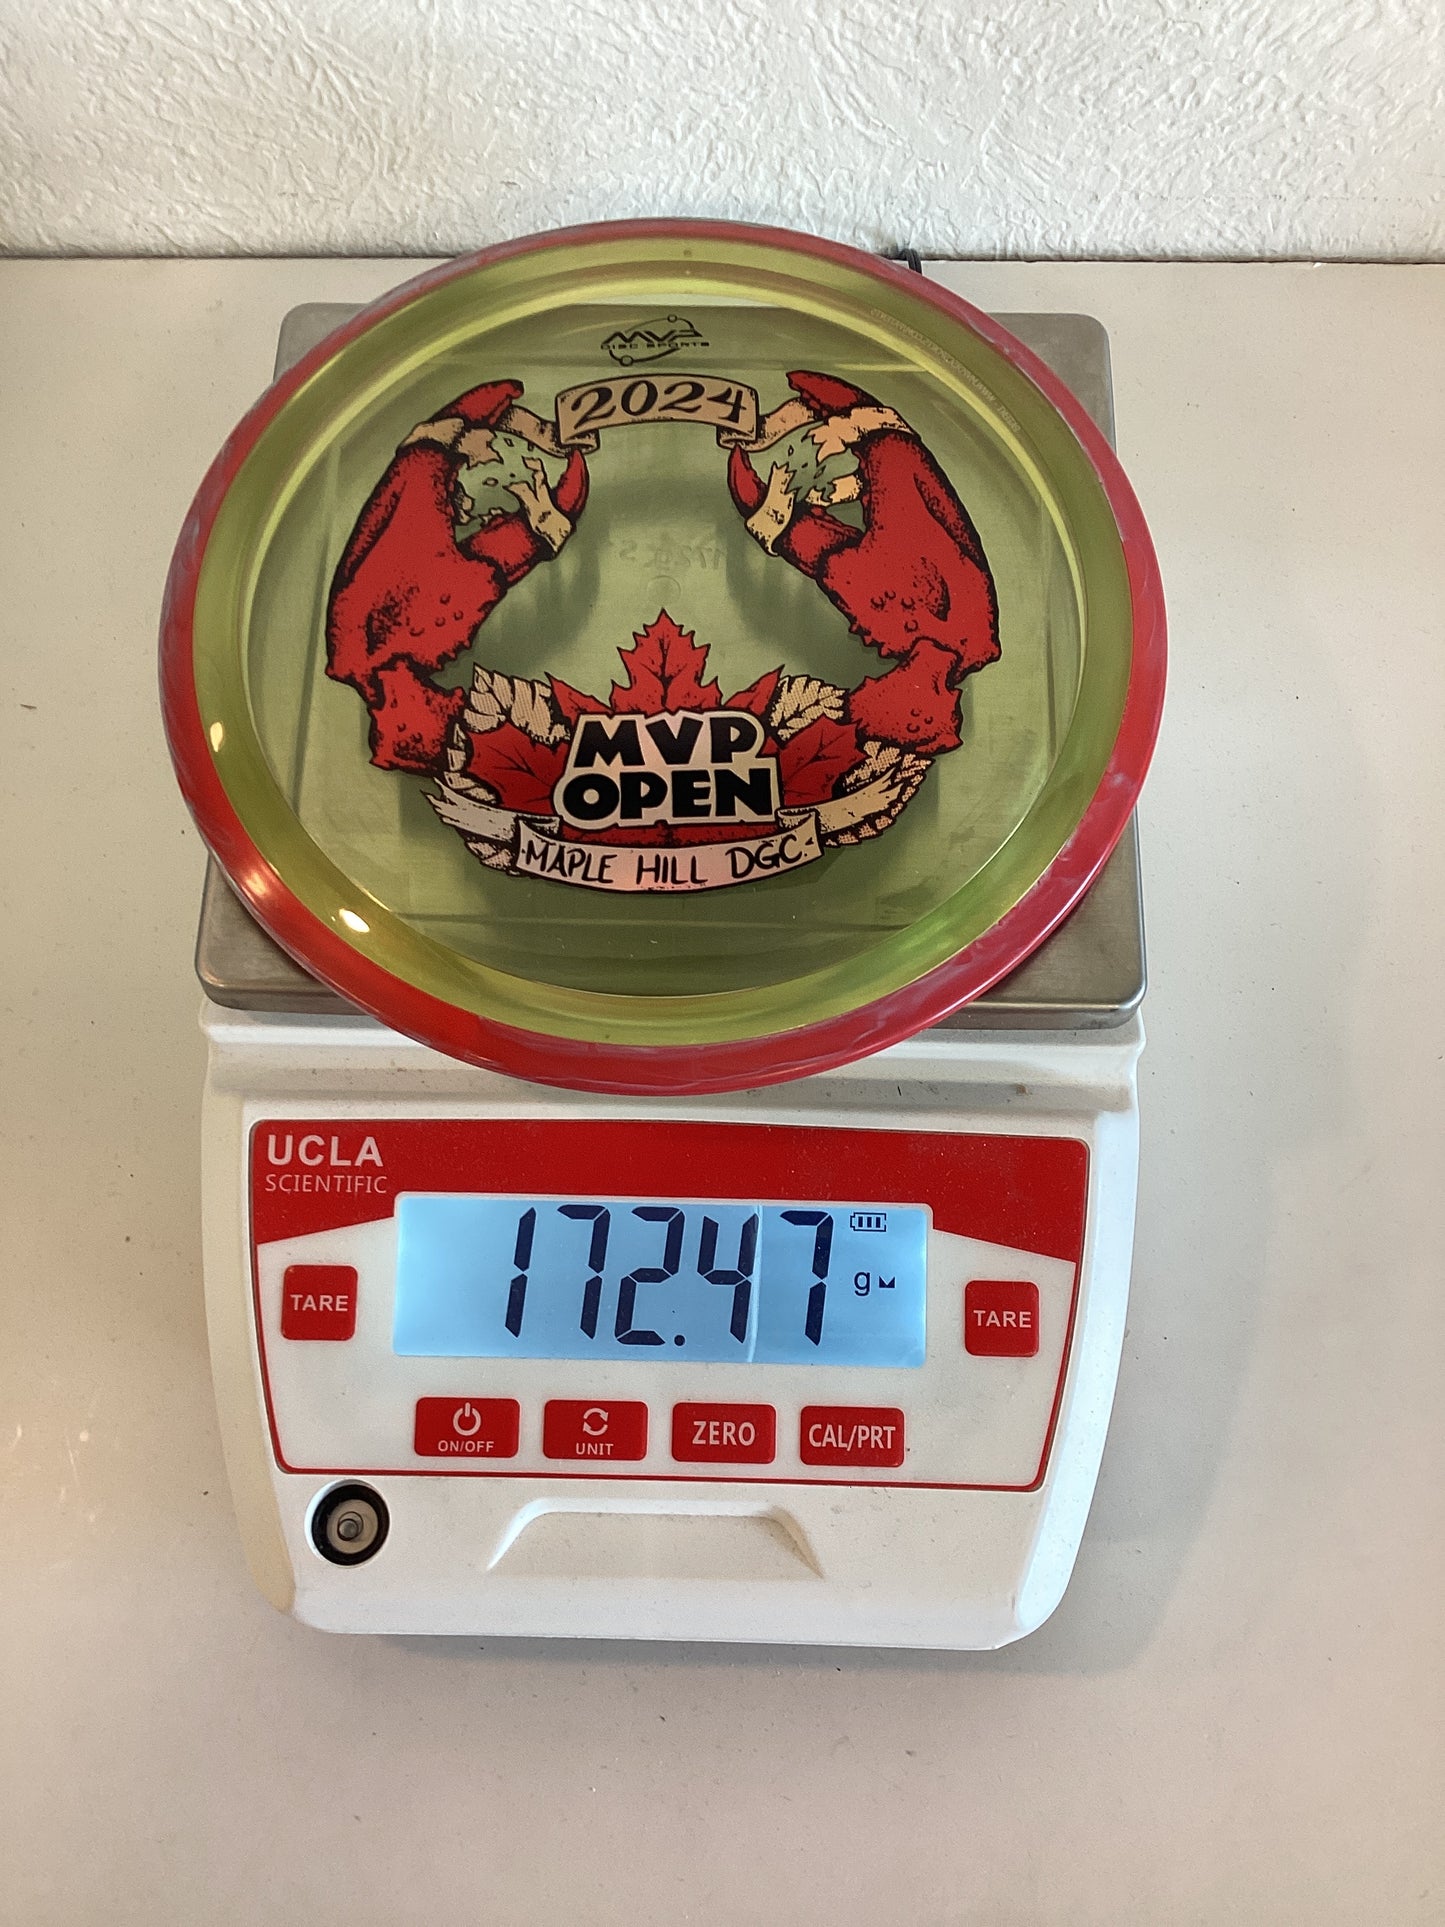 MVP
DISC SPORTS
2024
MVP
OPEN
MAPLE HILL DGC
UCLA
SCIENTIFIC
172.47
g
TARE
TARE
ON/OFF
UNIT
ZERO
CAL/PRT